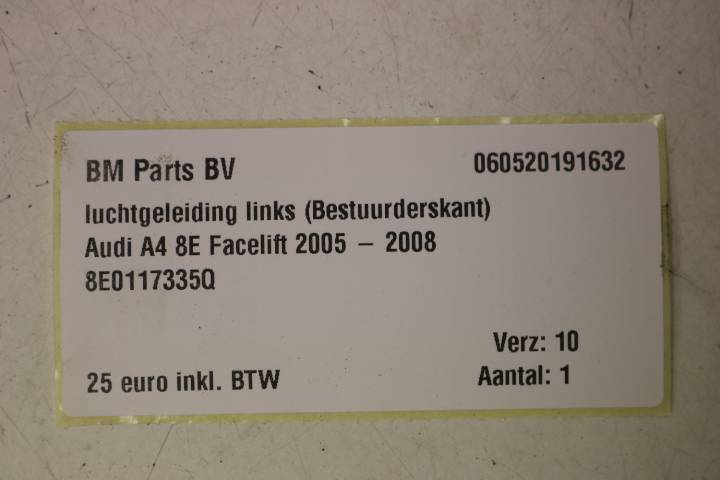 BM Parts BV 060520191632
luchtgeleiding links (Bestuurderskant)
Audi A4 8E Facelift 2005 – 2008
8E0117335Q
Verz: 10
25 euro inkl. BTW Aantal: 1